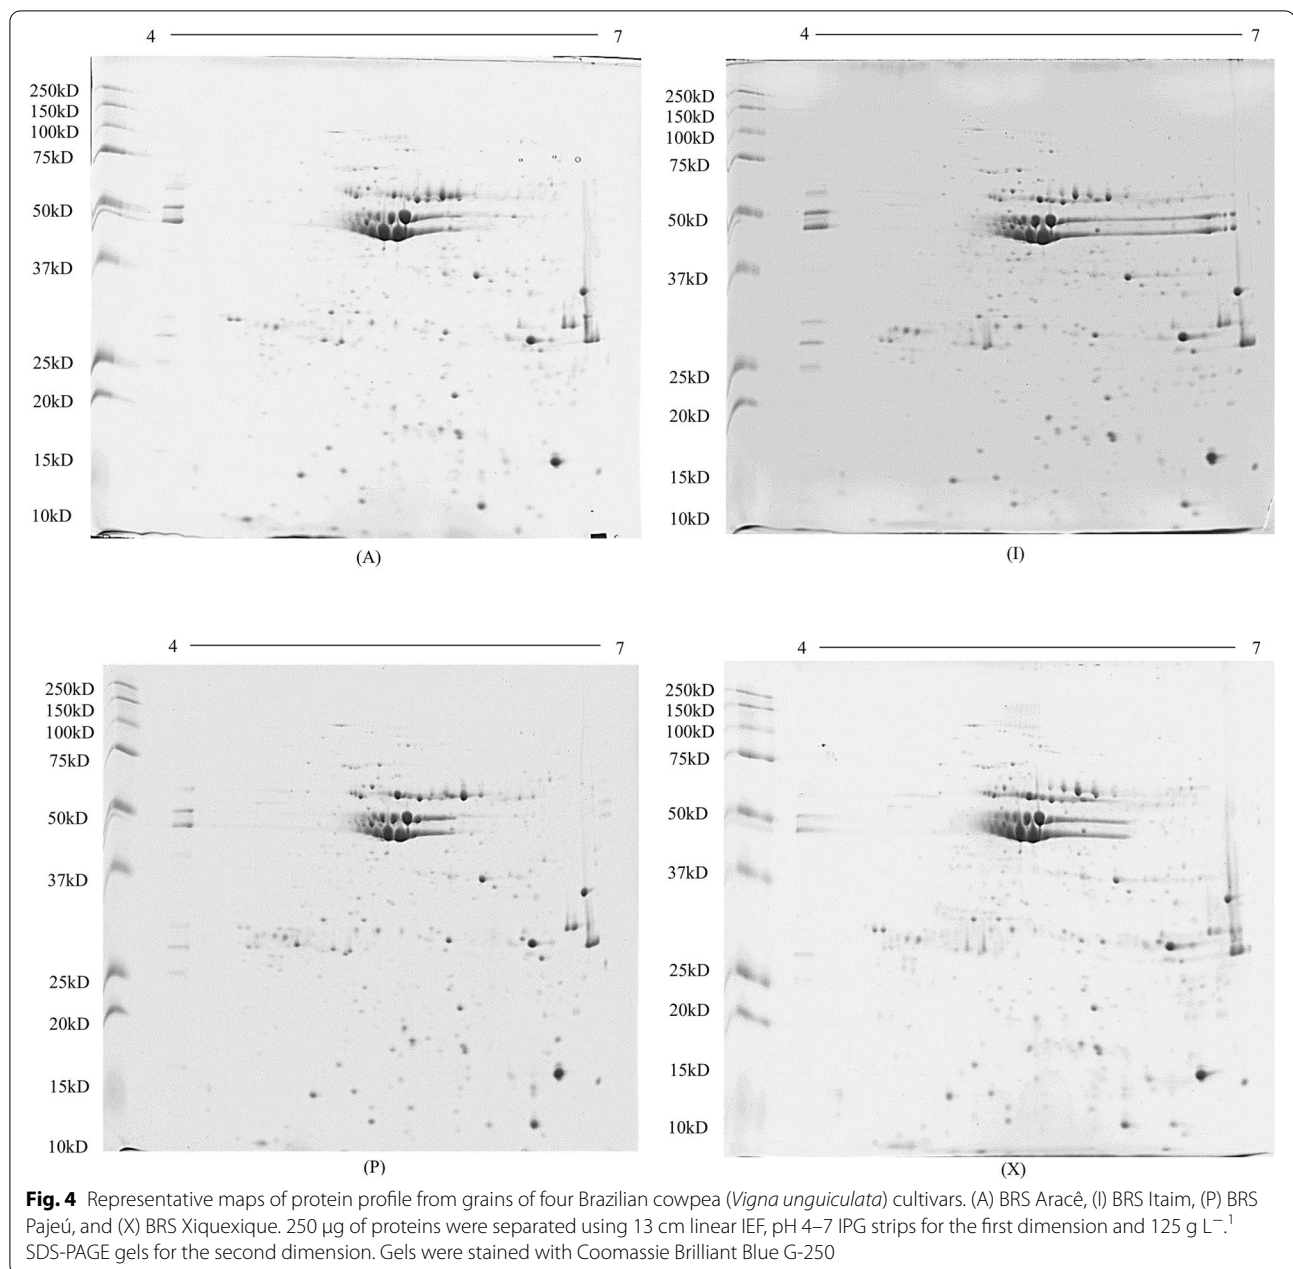 4 7
250kD
150kD
100kD
75kD
50kD
37kD
25kD
20kD
15kD
10kD
(A)
4 7
250kD
150kD
100kD
75kD
50kD
37kD
25kD
20kD
15kD
10kD
(I)
4 7
250kD
150kD
100kD
75kD
50kD
37kD
25kD
20kD
15kD
10kD
(P)
4 7
250kD
150kD
100kD
75kD
50kD
37kD
25kD
20kD
15kD
10kD
(X)
Fig. 4 Representative maps of protein profile from grains of four Brazilian cowpea (Vigna unguiculata) cultivars. (A) BRS Aracê, (I) BRS Itaim, (P) BRS
Pajeú, and (X) BRS Xiquexique. 250 µg of proteins were separated using 13 cm linear IEF, pH 4–7 IPG strips for the first dimension and 125 g L⁻.¹
SDS-PAGE gels for the second dimension. Gels were stained with Coomassie Brilliant Blue G-250